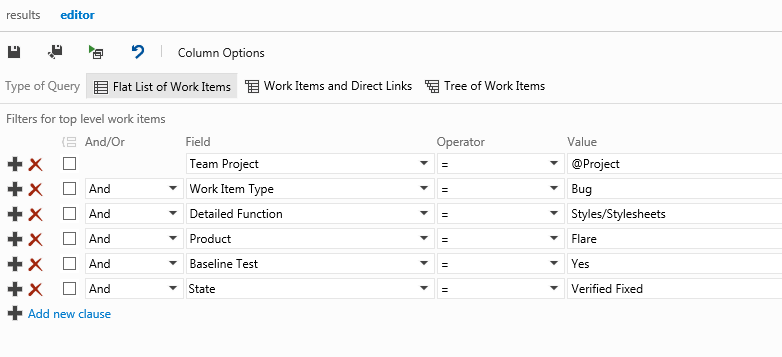 results editor
Column Options
Type of Query Flat List of Work Items Work Items and Direct Links Tree of Work Items
Filters for top level work items
And/Or Field Operator Value
Team Project = @Project
And Work Item Type = Bug
And Detailed Function = Styles/Stylesheets
And Product = Flare
And Baseline Test = Yes
And State = Verified Fixed
Add new clause